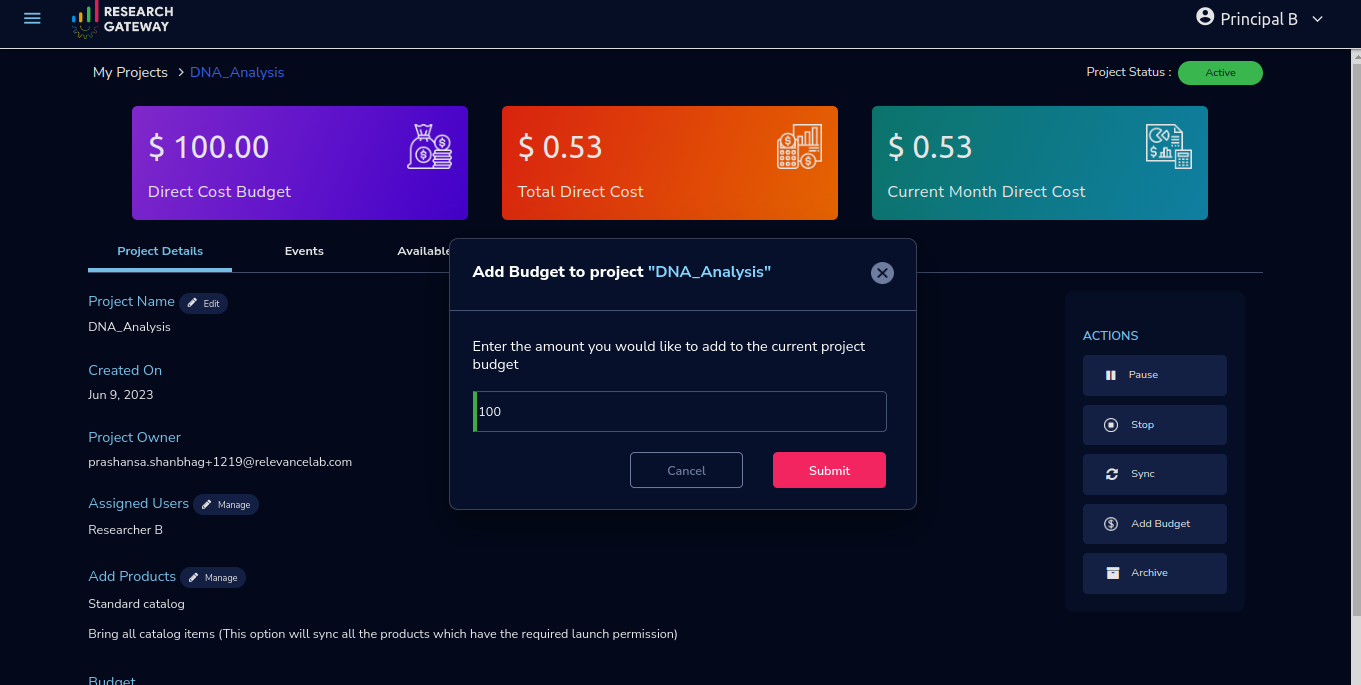 RESEARCH
GATEWAY
Principal B
My Projects > DNA_Analysis
Project Status : Active
$ 100.00
Direct Cost Budget
$ 0.53
Total Direct Cost
$ 0.53
Current Month Direct Cost
Project Details Events Available
Add Budget to project "DNA_Analysis"
Enter the amount you would like to add to the current project
budget
100
Cancel Submit
Project Name Edit
DNA_Analysis
Created On
Jun 9, 2023
Project Owner
prashansa.shanbhag+1219@relevancelab.com
Assigned Users Manage
Researcher B
Add Products Manage
Standard catalog
Bring all catalog items (This option will sync all the products which have the required launch permission)
Budget
ACTIONS
Pause
Stop
Sync
Add Budget
Archive